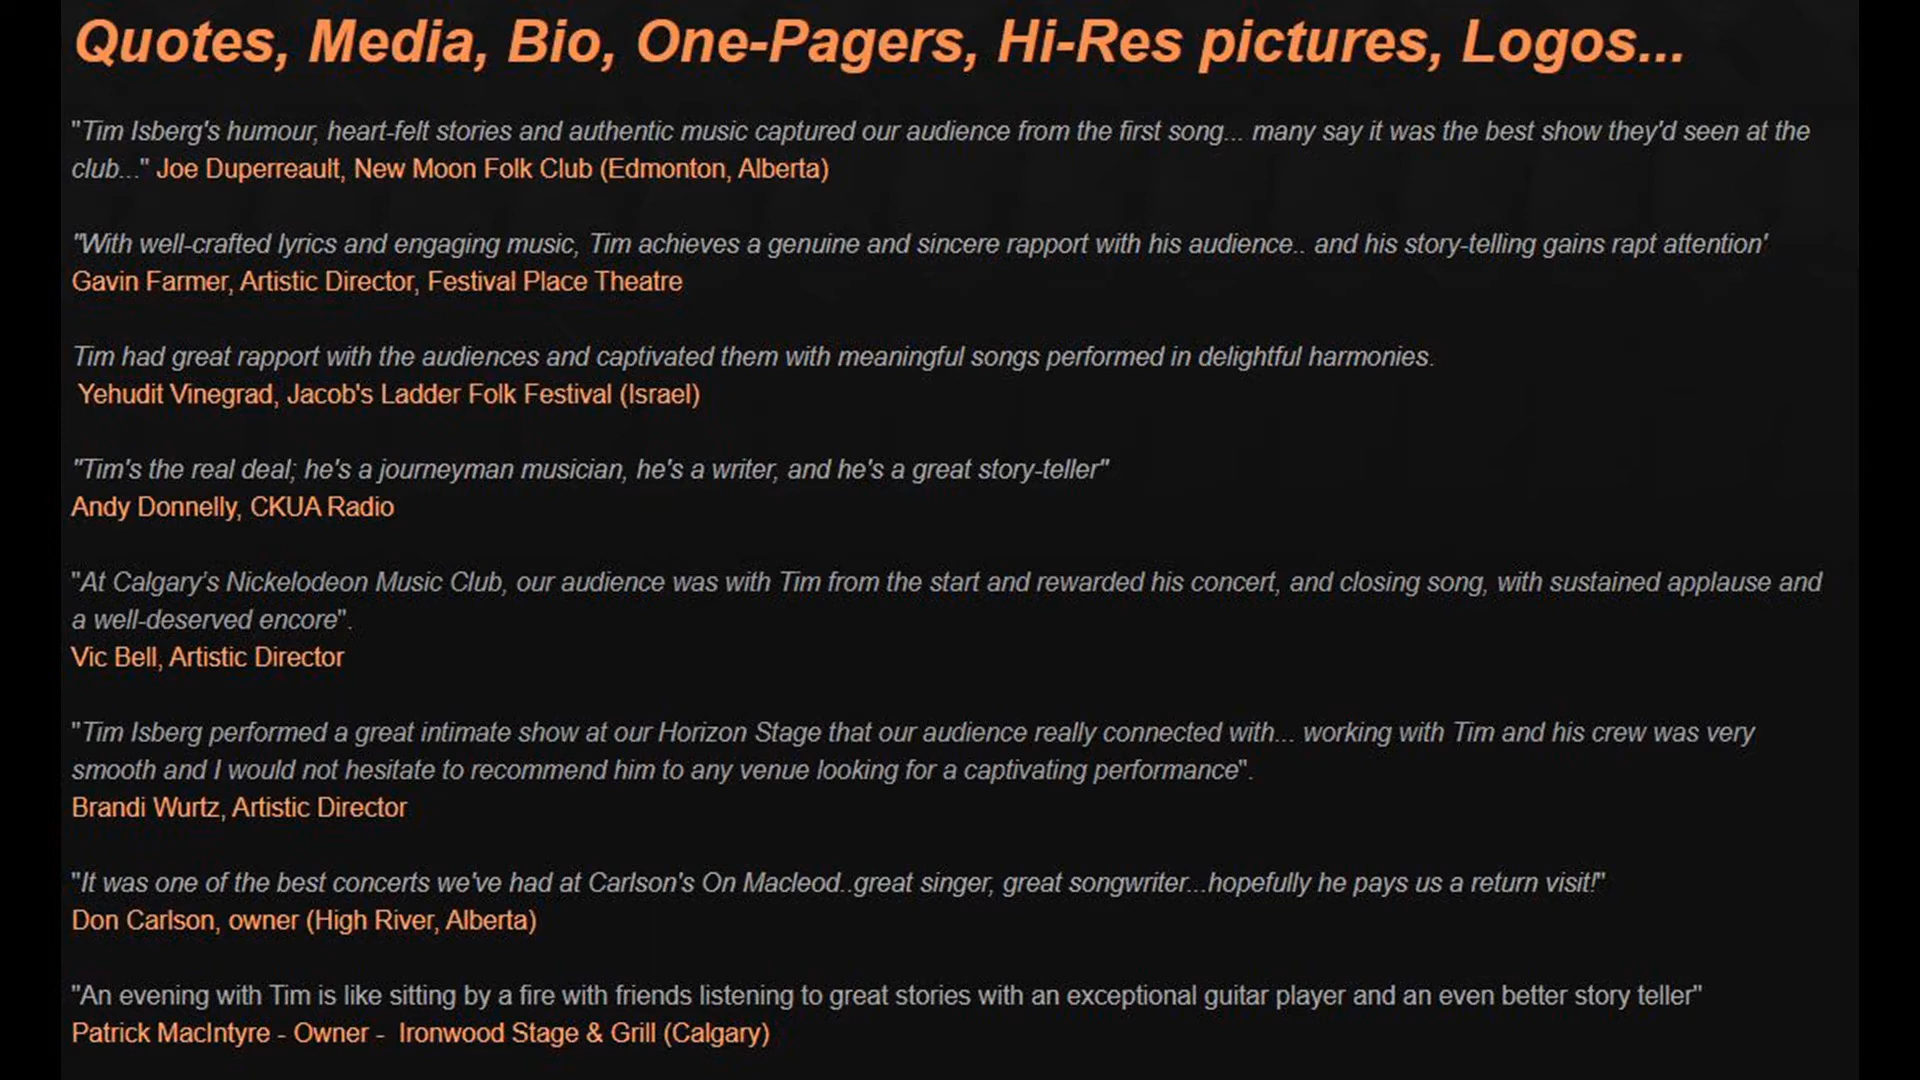 Quotes, Media, Bio, One-Pagers, Hi-Res pictures, Logos...
"Tim Isberg's humour, heart-felt stories and authentic music captured our audience from the first song... many say it was the best show they'd seen at the
club..." Joe Duperreault, New Moon Folk Club (Edmonton, Alberta)
"With well-crafted lyrics and engaging music, Tim achieves a genuine and sincere rapport with his audience.. and his story-telling gains rapt attention'
Gavin Farmer, Artistic Director, Festival Place Theatre
Tim had great rapport with the audiences and captivated them with meaningful songs performed in delightful harmonies.
Yehudit Vinegrad, Jacob's Ladder Folk Festival (Israel)
"Tim's the real deal; he's a journeyman musician, he's a writer, and he's a great story-teller"
Andy Donnelly, CKUA Radio
"At Calgary’s Nickelodeon Music Club, our audience was with Tim from the start and rewarded his concert, and closing song, with sustained applause and
a well-deserved encore".
Vic Bell, Artistic Director
"Tim Isberg performed a great intimate show at our Horizon Stage that our audience really connected with... working with Tim and his crew was very
smooth and I would not hesitate to recommend him to any venue looking for a captivating performance".
Brandi Wurtz, Artistic Director
"It was one of the best concerts we've had at Carlson's On Macleod..great singer, great songwriter...hopefully he pays us a return visit!"
Don Carlson, owner (High River, Alberta)
"An evening with Tim is like sitting by a fire with friends listening to great stories with an exceptional guitar player and an even better story teller"
Patrick MacIntyre - Owner - Ironwood Stage & Grill (Calgary)